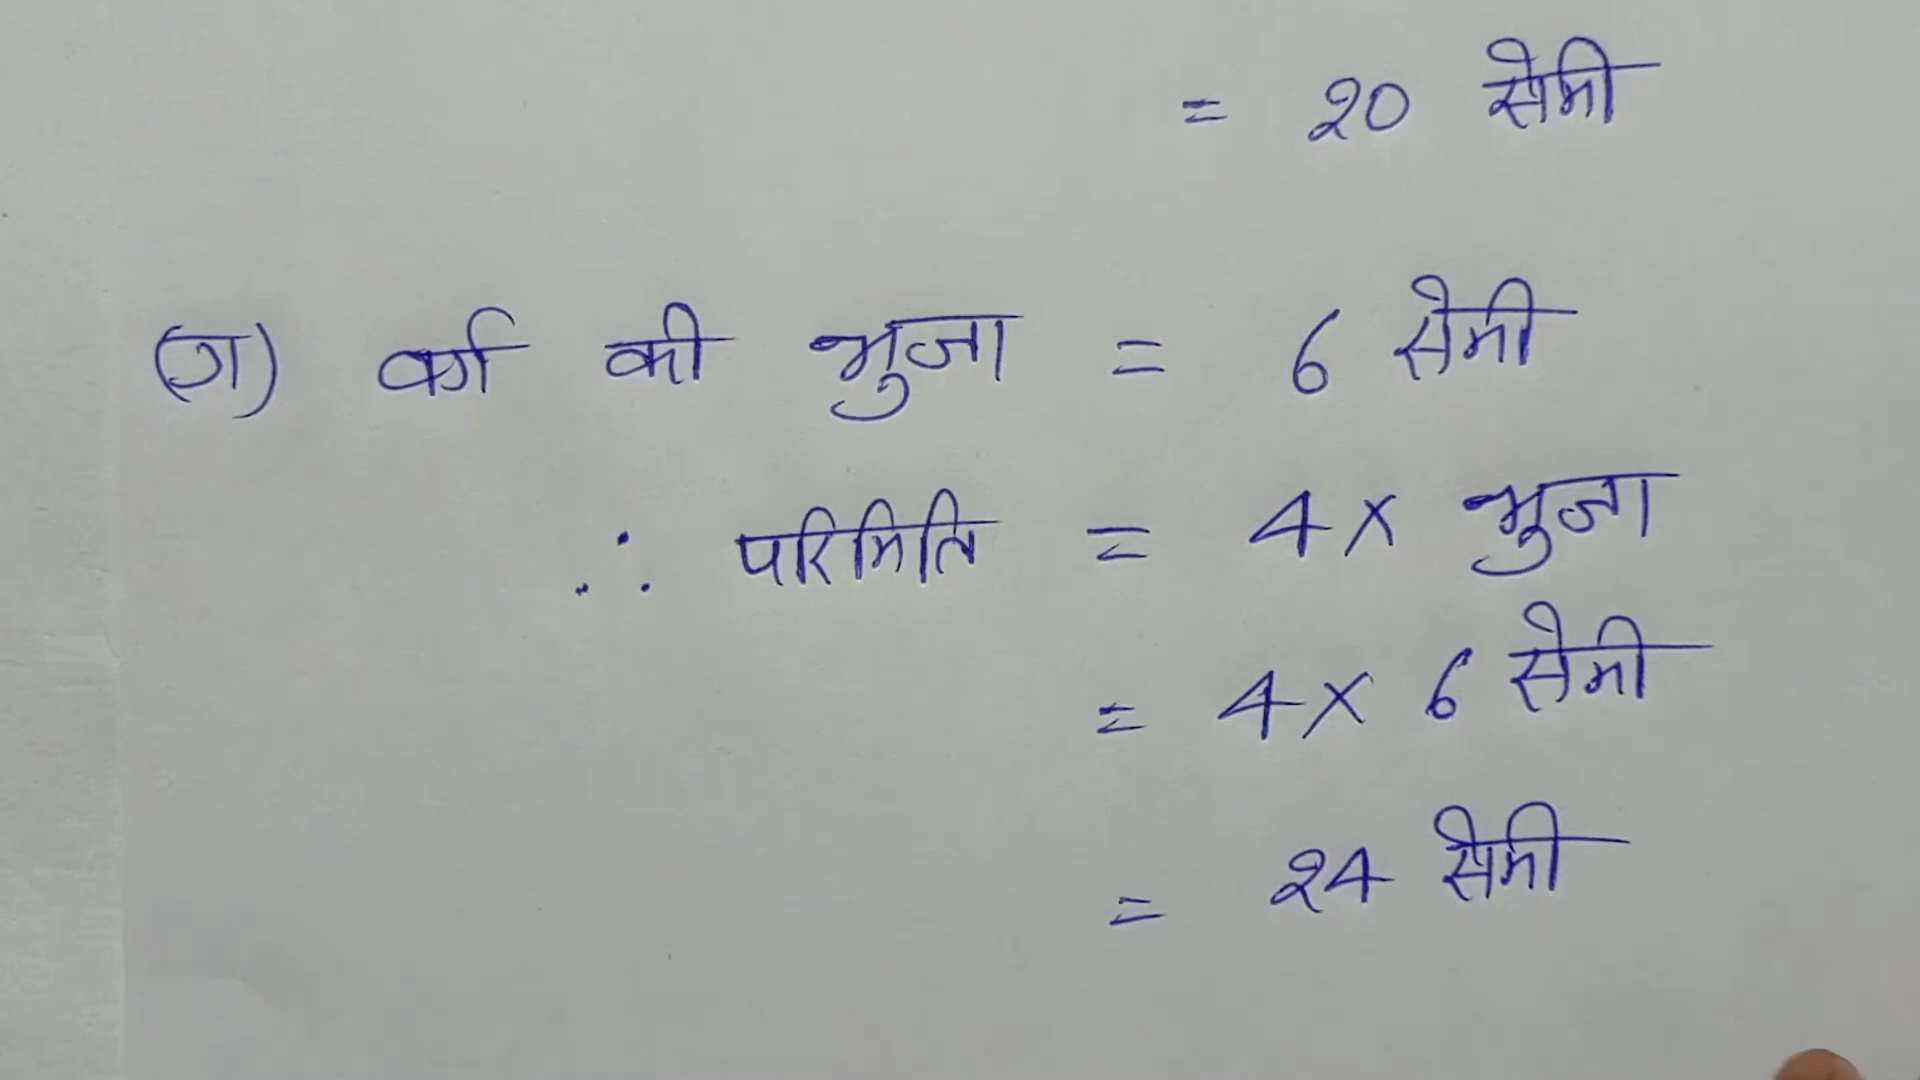 = 20 सेमी
(ग) वर्ग की भुजा = 6 सेमी
∴ परिमिति = 4 × भुजा
= 4 × 6 सेमी
= 24 सेमी